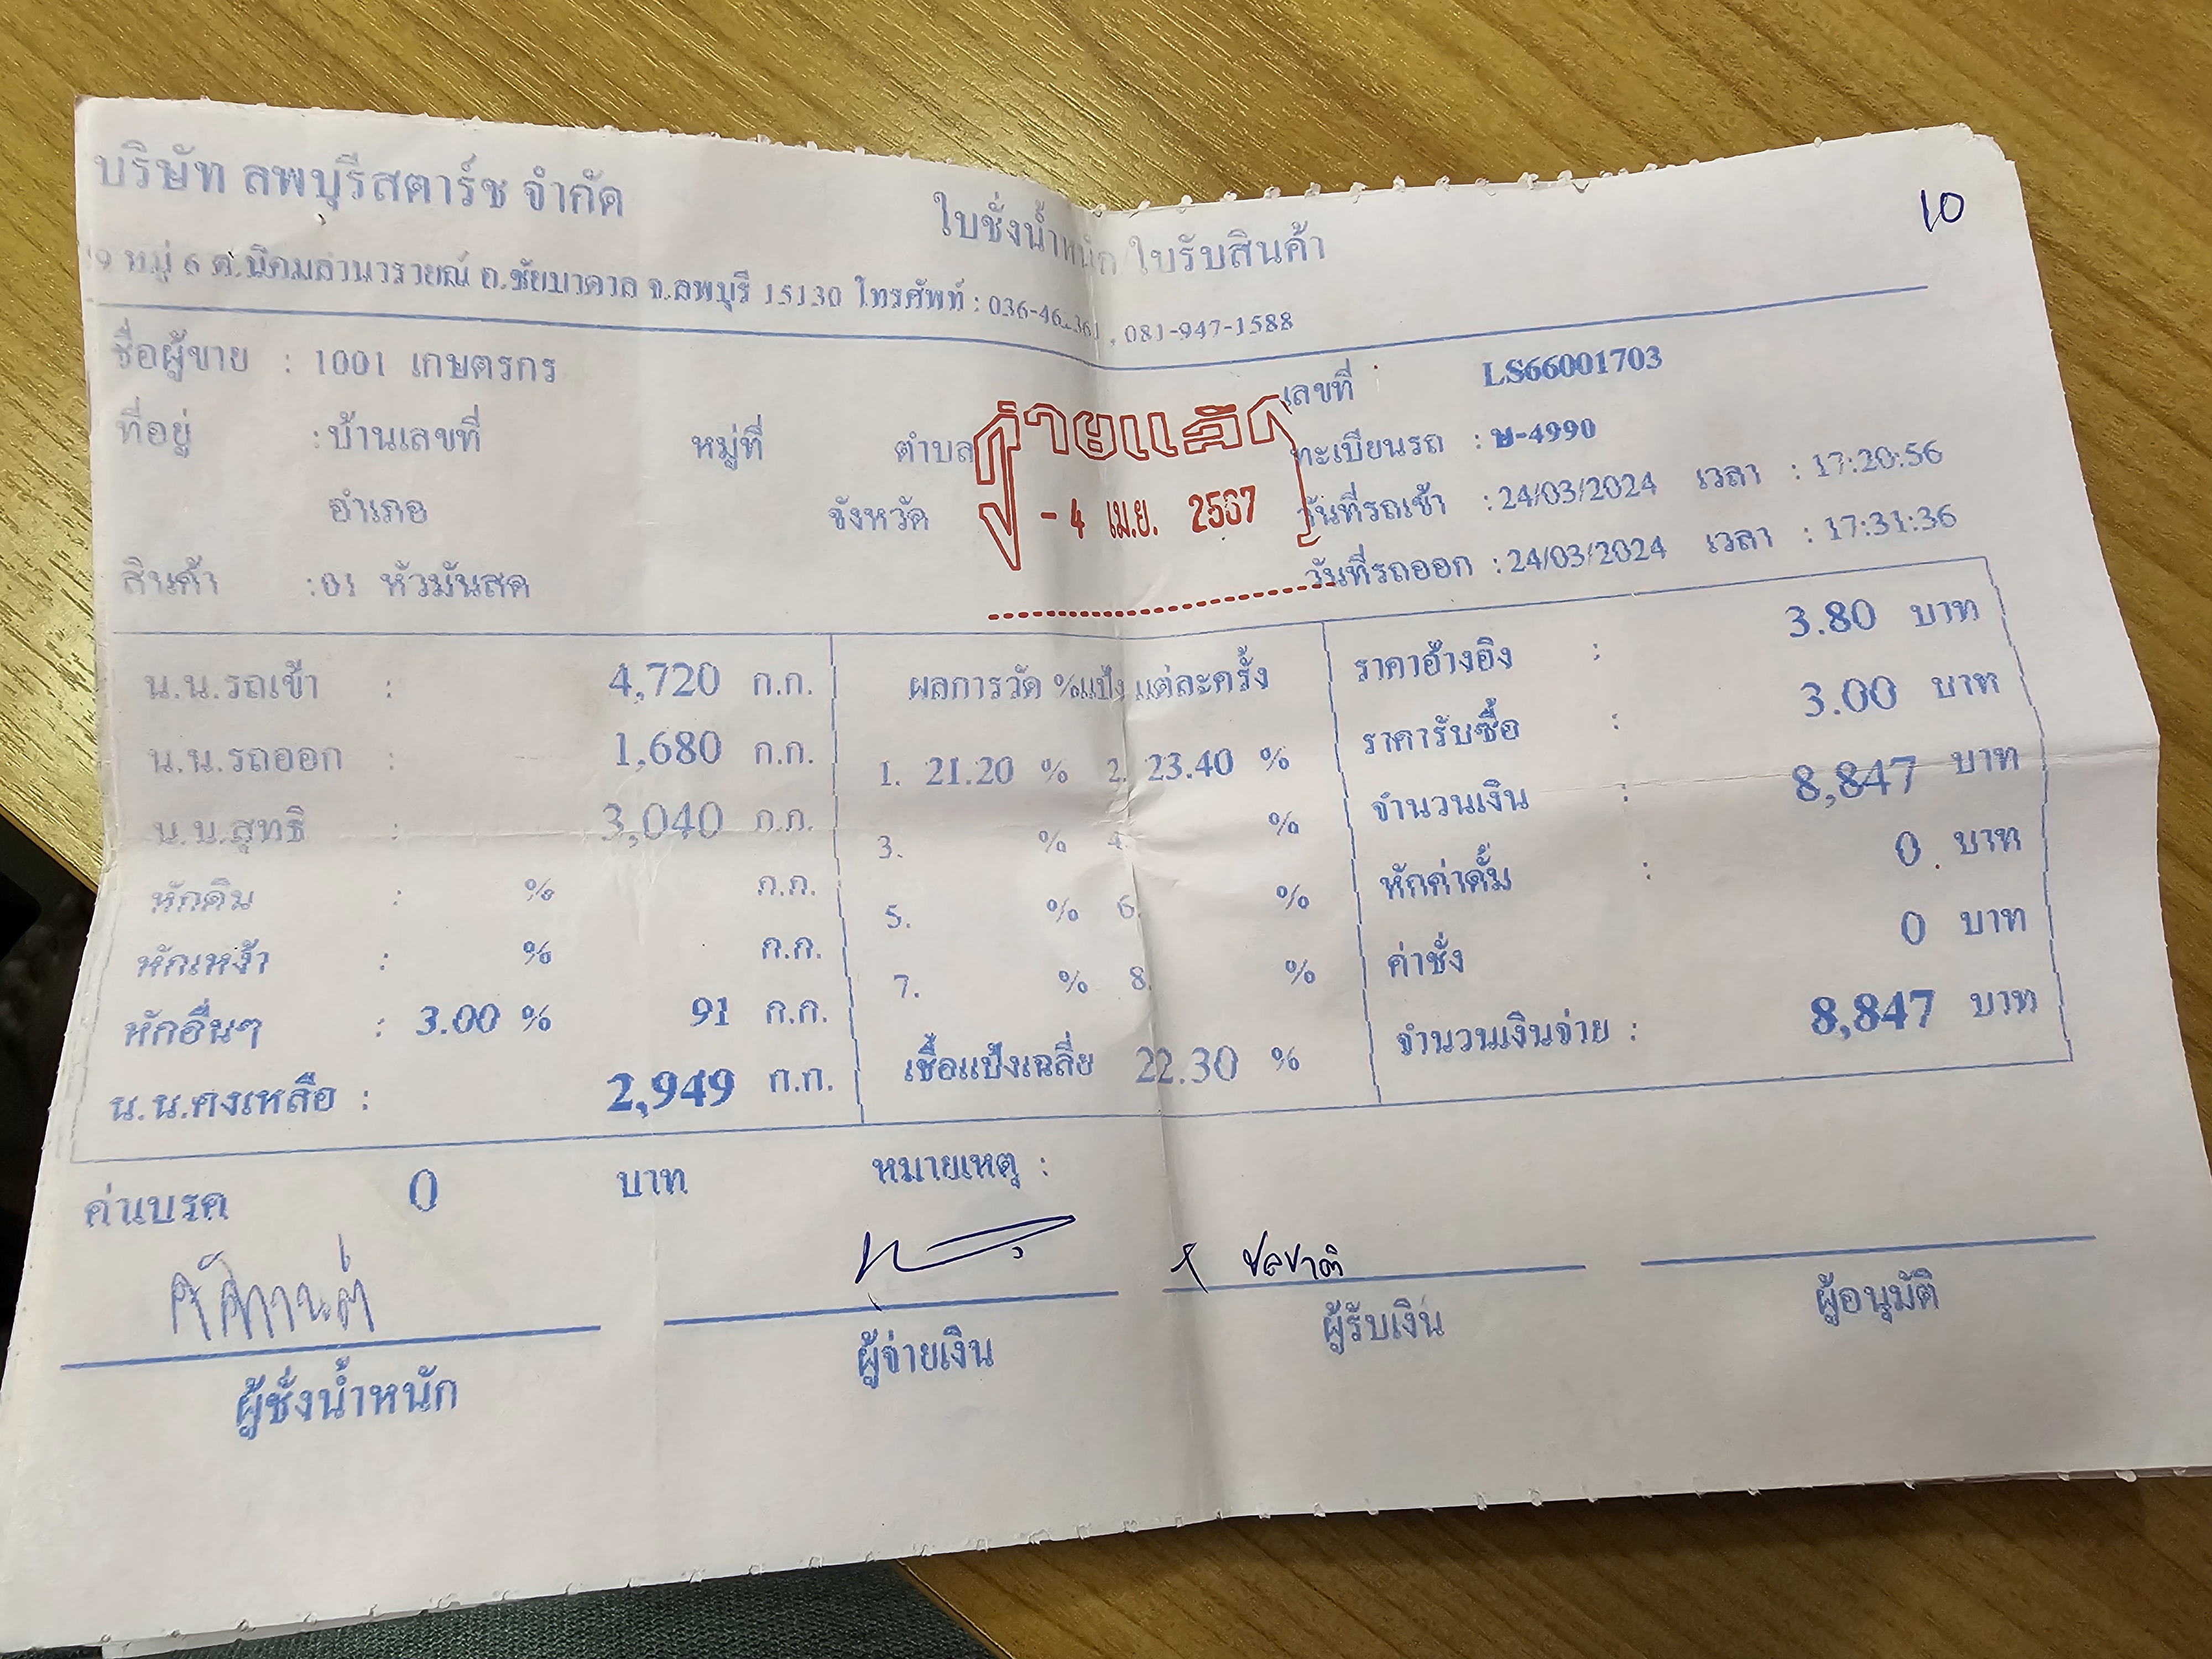 บริษัท ลพบุรีสตาร์ช จำกัด
ใบชั่งน้ำหนัก/ใบรับสินค้า
10
9 หมู่ 6 ต.นิคมลำนารายณ์ อ.ชัยบาดาล จ.ลพบุรี 15130 โทรศัพท์ : , 081-947-1588
ชื่อผู้ขาย : 1001 เกษตรกร
เลขที่ : LS66001703
ที่อยู่ : บ้านเลขที่ หมู่ที่ ตำบล
ทะเบียนรถ : ษ-4990
จ่ายแล้ว
- 4 เม.ย. 2567
อำเภอ จังหวัด
วันที่รถเข้า : 24/03/2024 เวลา : 17:20:56
สินค้า : 01 หัวมันสด
วันที่รถออก : 24/03/2024 เวลา : 17:31:36
น.น.รถเข้า : 4,720 ก.ก.
น.น.รถออก : 1,680 ก.ก.
น.น.สุทธิ : 3,040 ก.ก.
หักดิน : % ก.ก.
หักเหง้า : % ก.ก.
หักอื่นๆ : 3.00 % 91 ก.ก.
น.น.คงเหลือ : 2,949 ก.ก.
ผลการวัด %แป้ง แต่ละครั้ง
1. 21.20 % 2. 23.40 %
3. % 4. %
5. % 6. %
7. % 8. %
เชื้อแป้งเฉลี่ย 22.30 %
ราคาอ้างอิง : 3.80 บาท
ราคารับซื้อ : 3.00 บาท
จำนวนเงิน : 8,847 บาท
หักค่าดั้ม : 0 บาท
ค่าชั่ง 0 บาท
จำนวนเงินจ่าย : 8,847 บาท
ค่าเบรค 0 บาท
หมายเหตุ :
ชลชาติ
ผู้ชั่งน้ำหนัก
ผู้จ่ายเงิน
ผู้รับเงิน
ผู้อนุมัติ